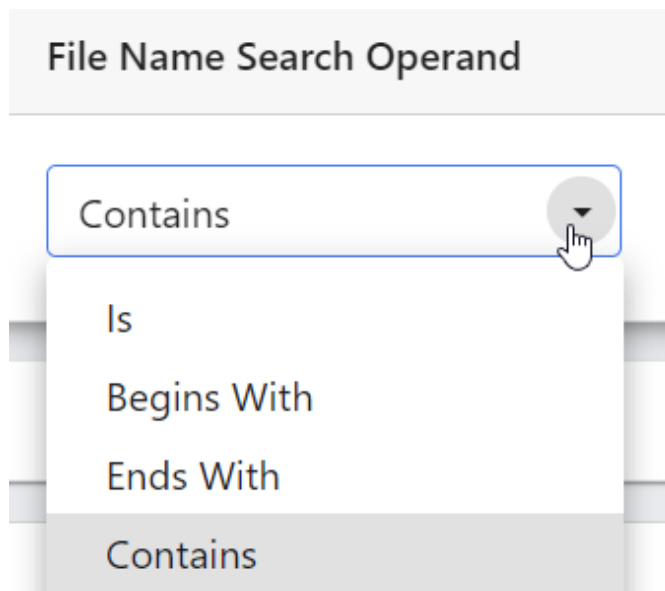 File Name Search Operand
Contains
Is
Begins With
Ends With
Contains